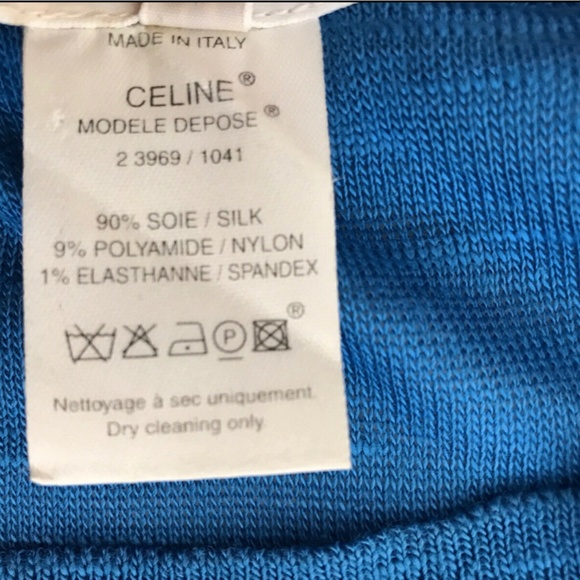 MADE IN ITALY
CELINE®
MODELE DEPOSE®
2 3969 / 1041
90% SOIE / SILK
9% POLYAMIDE / NYLON
1% ELASTHANNE / SPANDEX
P ®
Nettoyage à sec uniquement.
Dry cleaning only.